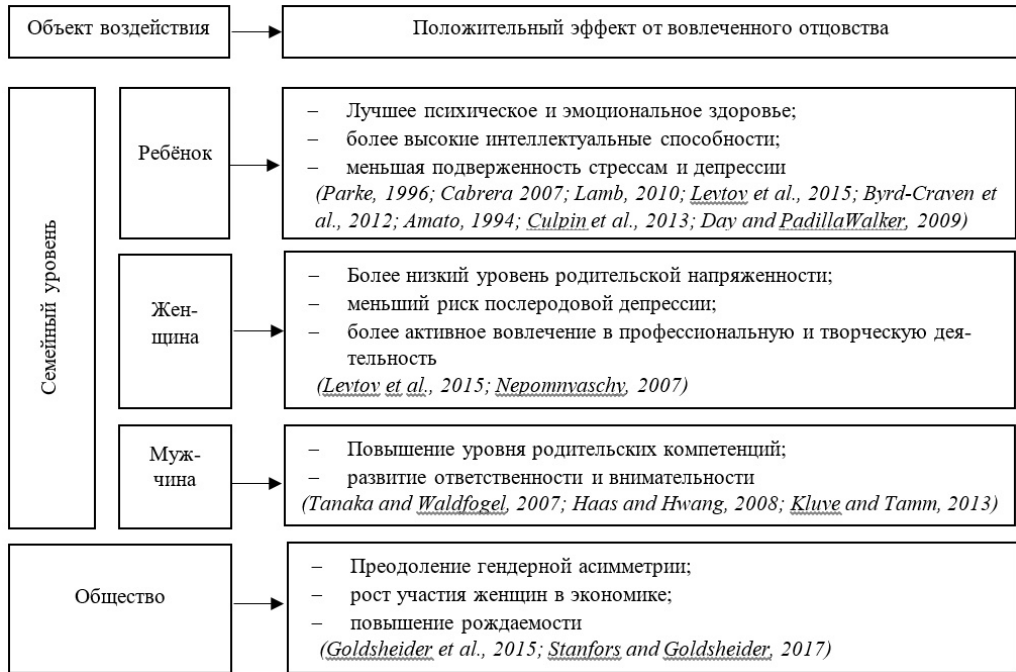 Объект воздействия
Положительный эффект от вовлеченного отцовства
Семейный уровень
Ребёнок
– Лучшее психическое и эмоциональное здоровье;
– более высокие интеллектуальные способности;
– меньшая подверженность стрессам и депрессии
(Parke, 1996; Cabrera 2007; Lamb, 2010; Levtov et al., 2015; Byrd-Craven et
al., 2012; Amato, 1994; Culpin et al., 2013; Day and PadillaWalker, 2009)
Жен-
щина
– Более низкий уровень родительской напряженности;
– меньший риск послеродовой депрессии;
– более активное вовлечение в профессиональную и творческую дея-
тельность
(Levtov et al., 2015; Nepomnyaschy, 2007)
Муж-
чина
– Повышение уровня родительских компетенций;
– развитие ответственности и внимательности
(Tanaka and Waldfogel, 2007; Haas and Hwang, 2008; Kluve and Tamm, 2013)
Общество
– Преодоление гендерной асимметрии;
– рост участия женщин в экономике;
– повышение рождаемости
(Goldsheider et al., 2015; Stanfors and Goldsheider, 2017)